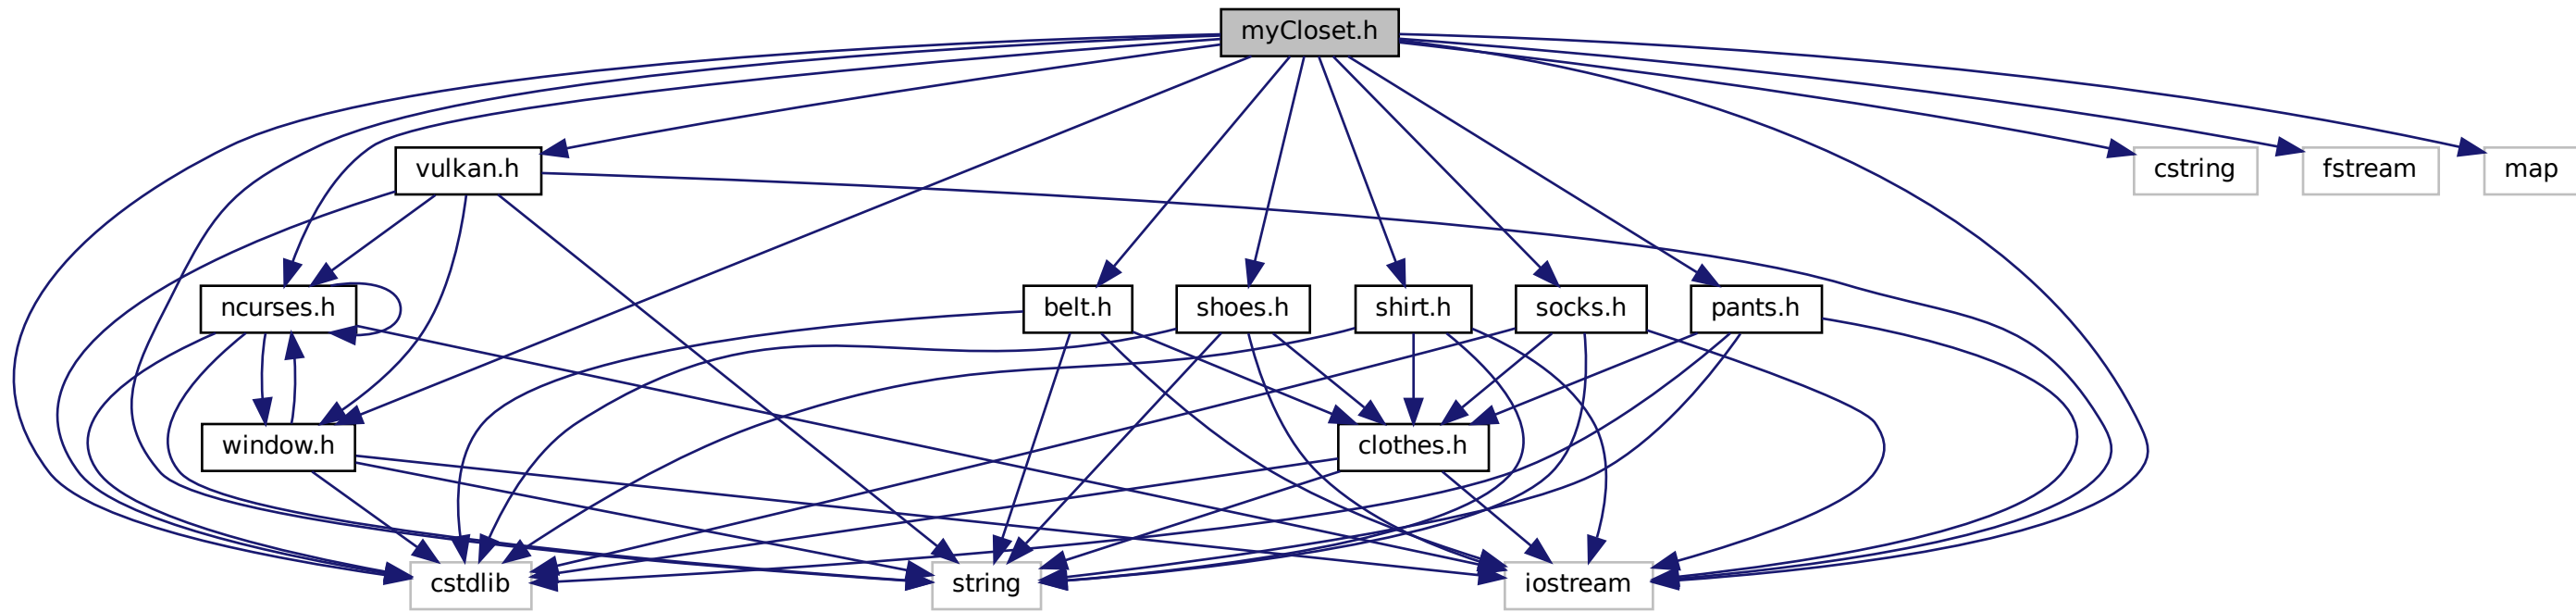 myCloset.h
vulkan.h
cstring
fstream
map
ncurses.h
belt.h
shoes.h
shirt.h
socks.h
pants.h
window.h
clothes.h
cstdlib
string
iostream